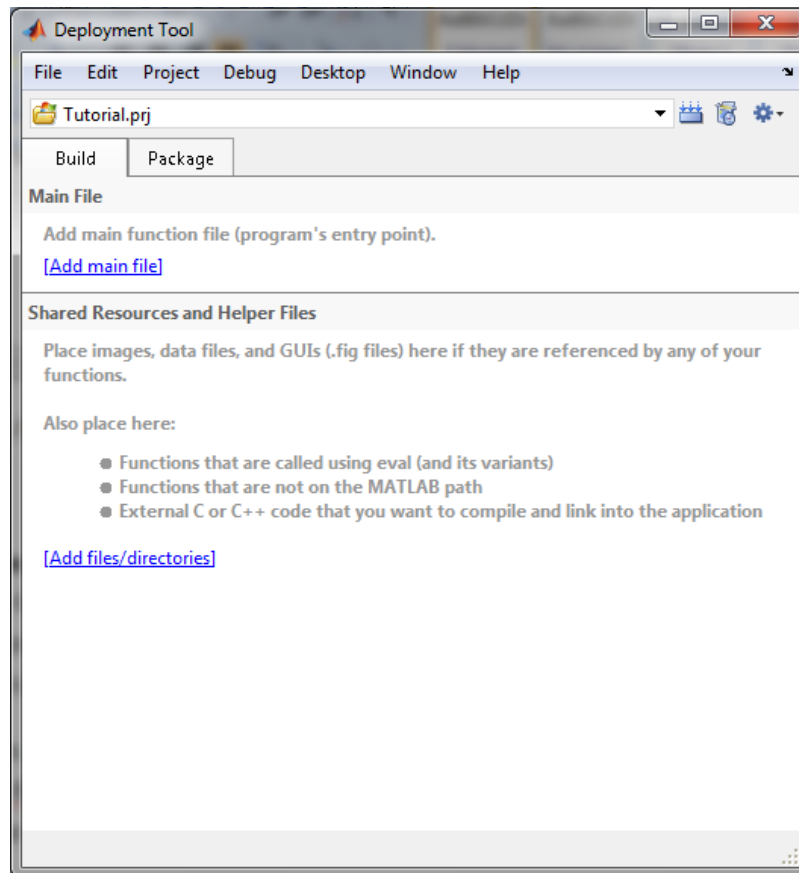 Deployment Tool
File Edit Project Debug Desktop Window Help
Tutorial.prj
Build Package
Main File
Add main function file (program's entry point).
[Add main file]
Shared Resources and Helper Files
Place images, data files, and GUIs (.fig files) here if they are referenced by any of your
functions.
Also place here:
Functions that are called using eval (and its variants)
Functions that are not on the MATLAB path
External C or C++ code that you want to compile and link into the application
[Add files/directories]